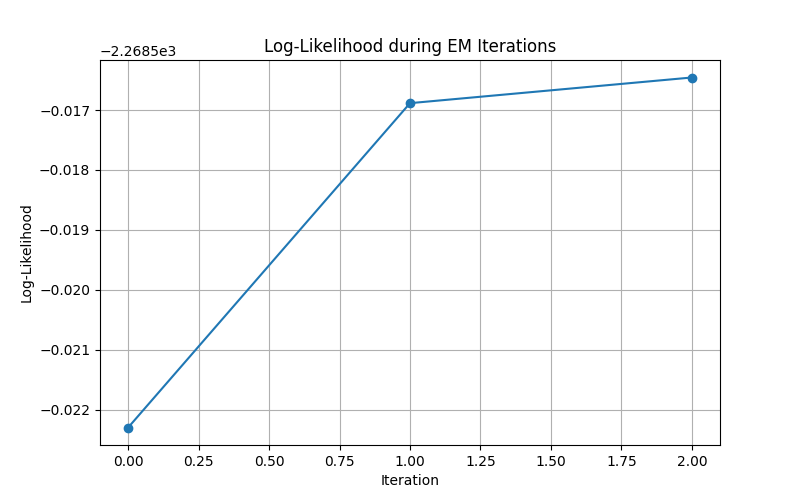 Log-Likelihood during EM Iterations
−2.2685e3
−0.017
−0.018
−0.019
−0.020
−0.021
−0.022
Log-Likelihood
0.00 0.25 0.50 0.75 1.00 1.25 1.50 1.75 2.00
Iteration